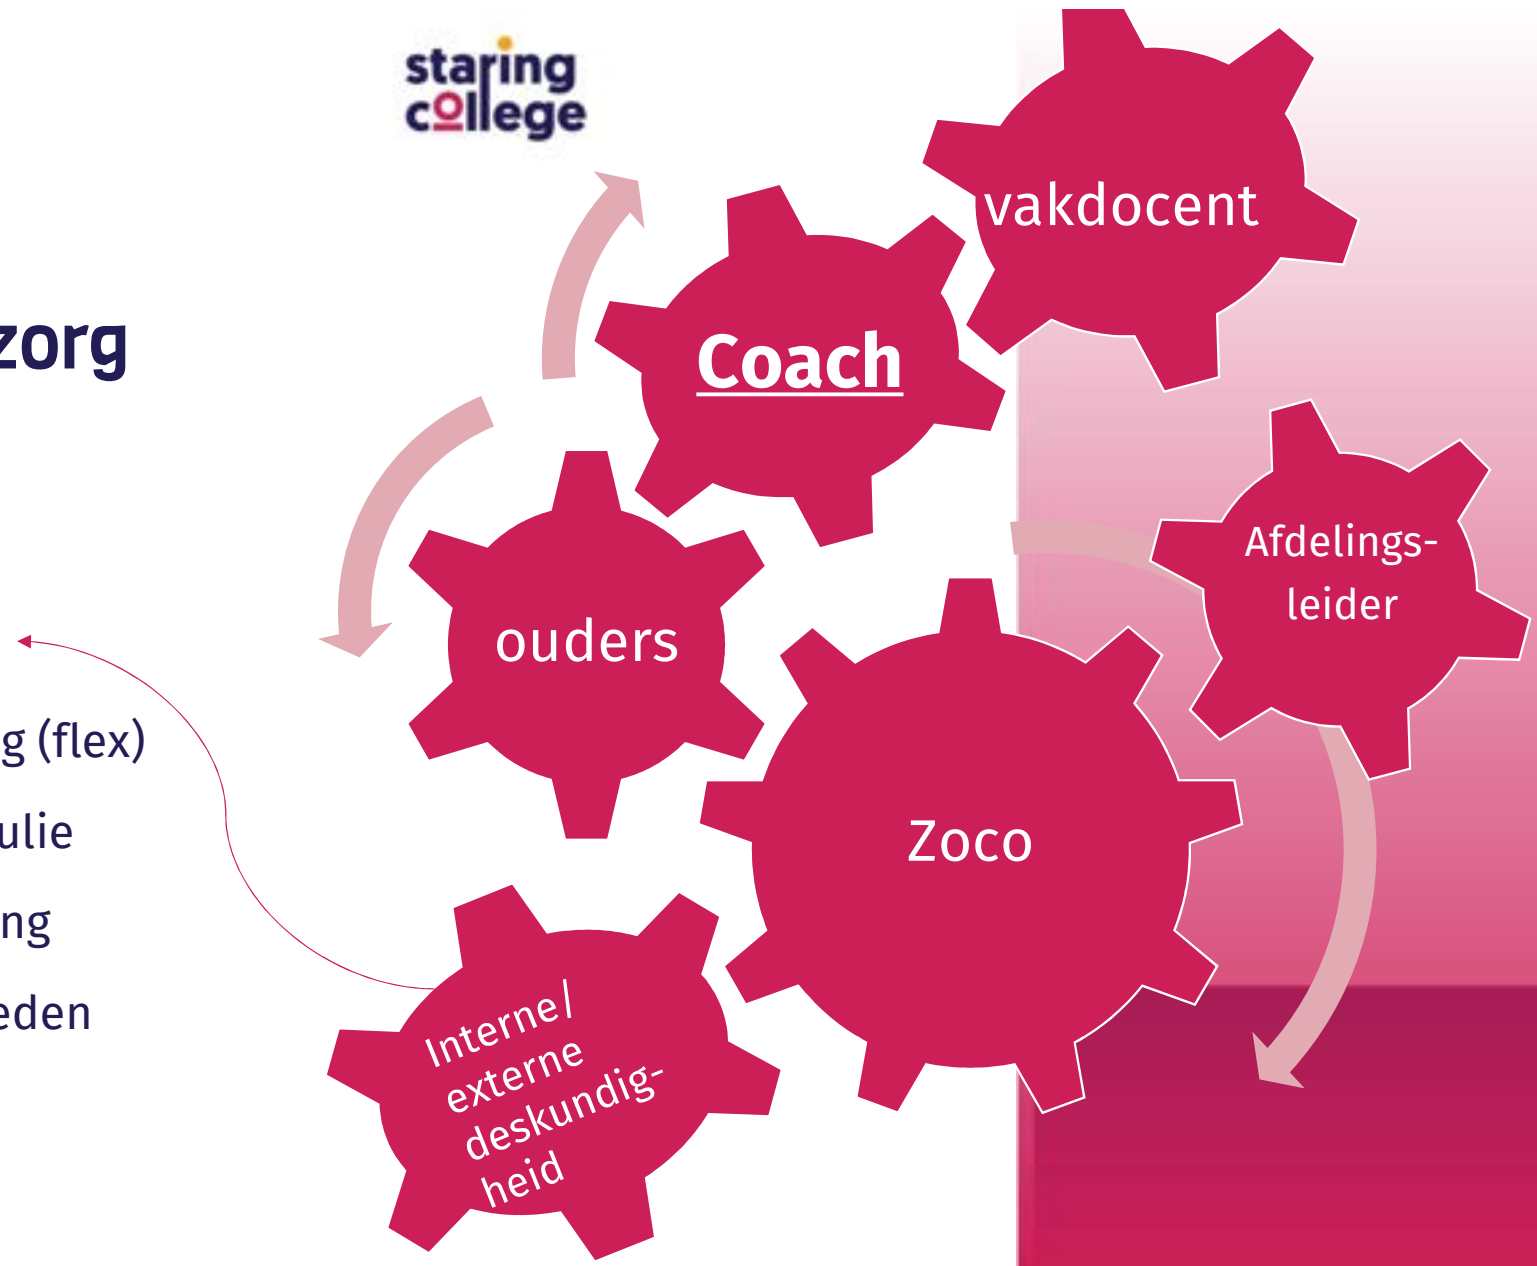 staring
college
vakdocent
zorg
Coach
Afdelings-
leider
ouders
g (flex)
ulie
Zoco
ng
eden
Interne/
externe
deskundig-
heid